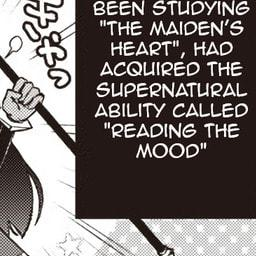 BEEN STUDYING
"THE MAIDEN'S
HEART", HAD
ACQUIRED THE
SUPERNATURAL
ABILITY CALLED
"READING THE
MOOD"